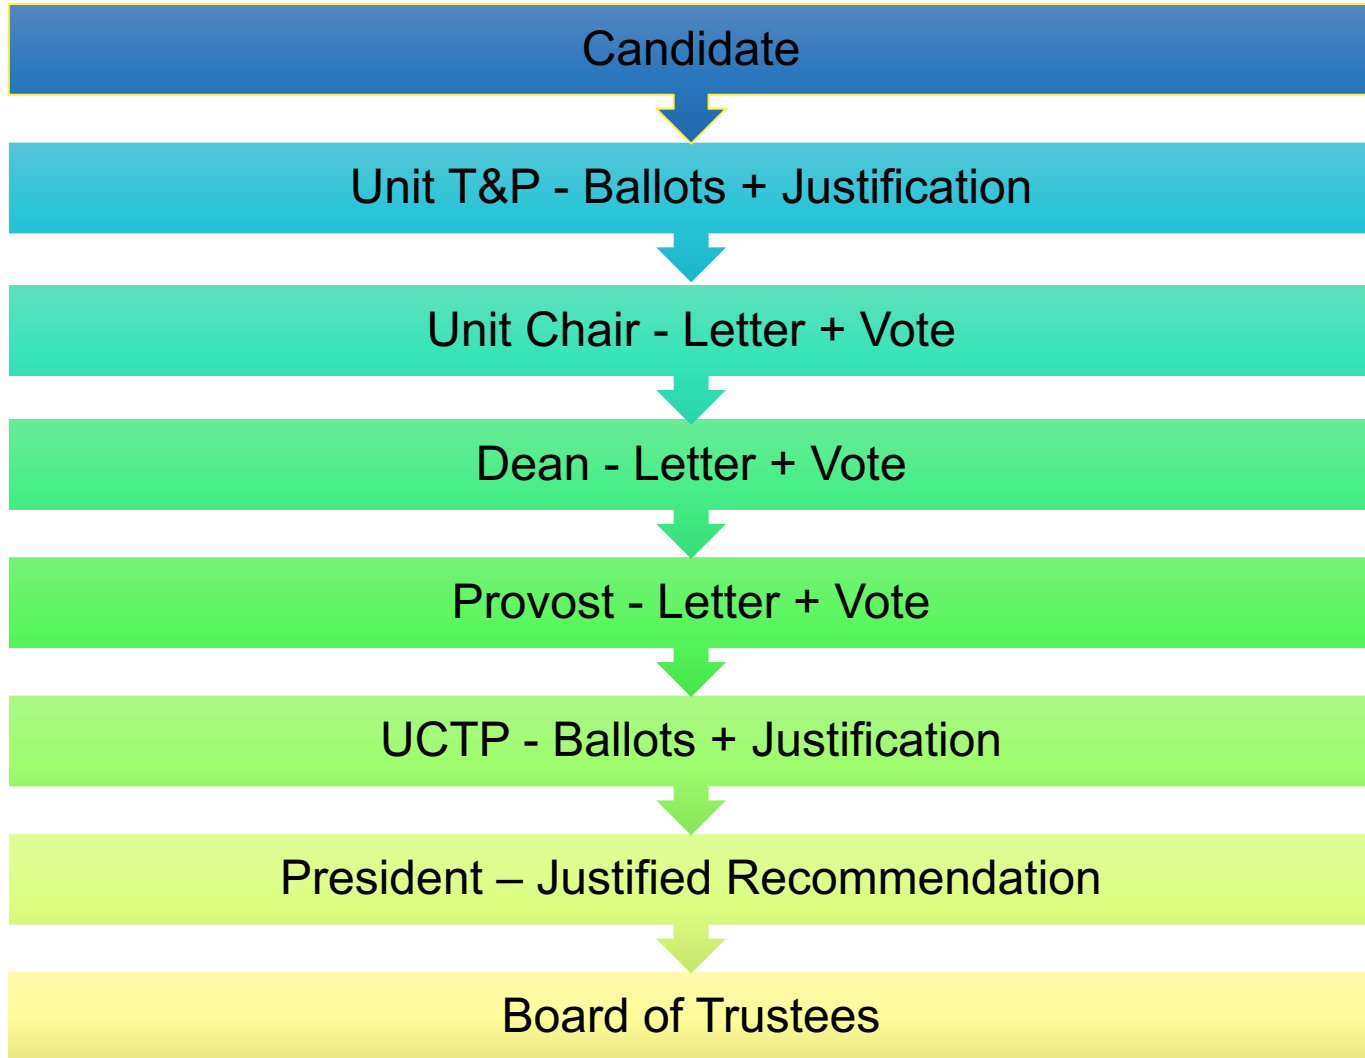 Candidate
Unit T&P - Ballots + Justification
Unit Chair - Letter + Vote
Dean - Letter + Vote
Provost - Letter + Vote
UCTP - Ballots + Justification
President – Justified Recommendation
Board of Trustees